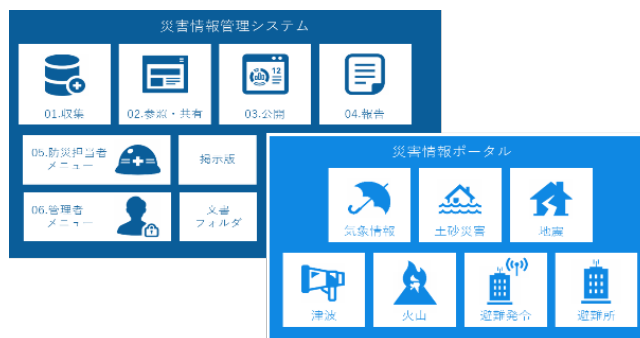 災害情報管理システム
01.収集
02.参照・共有
03.公開
04.報告
05.防災担当者
メニュー
掲示版
06.管理者
メニュー
文書
フォルダ
災害情報ポータル
気象情報
土砂災害
地震
津波
火山
避難発令
避難所